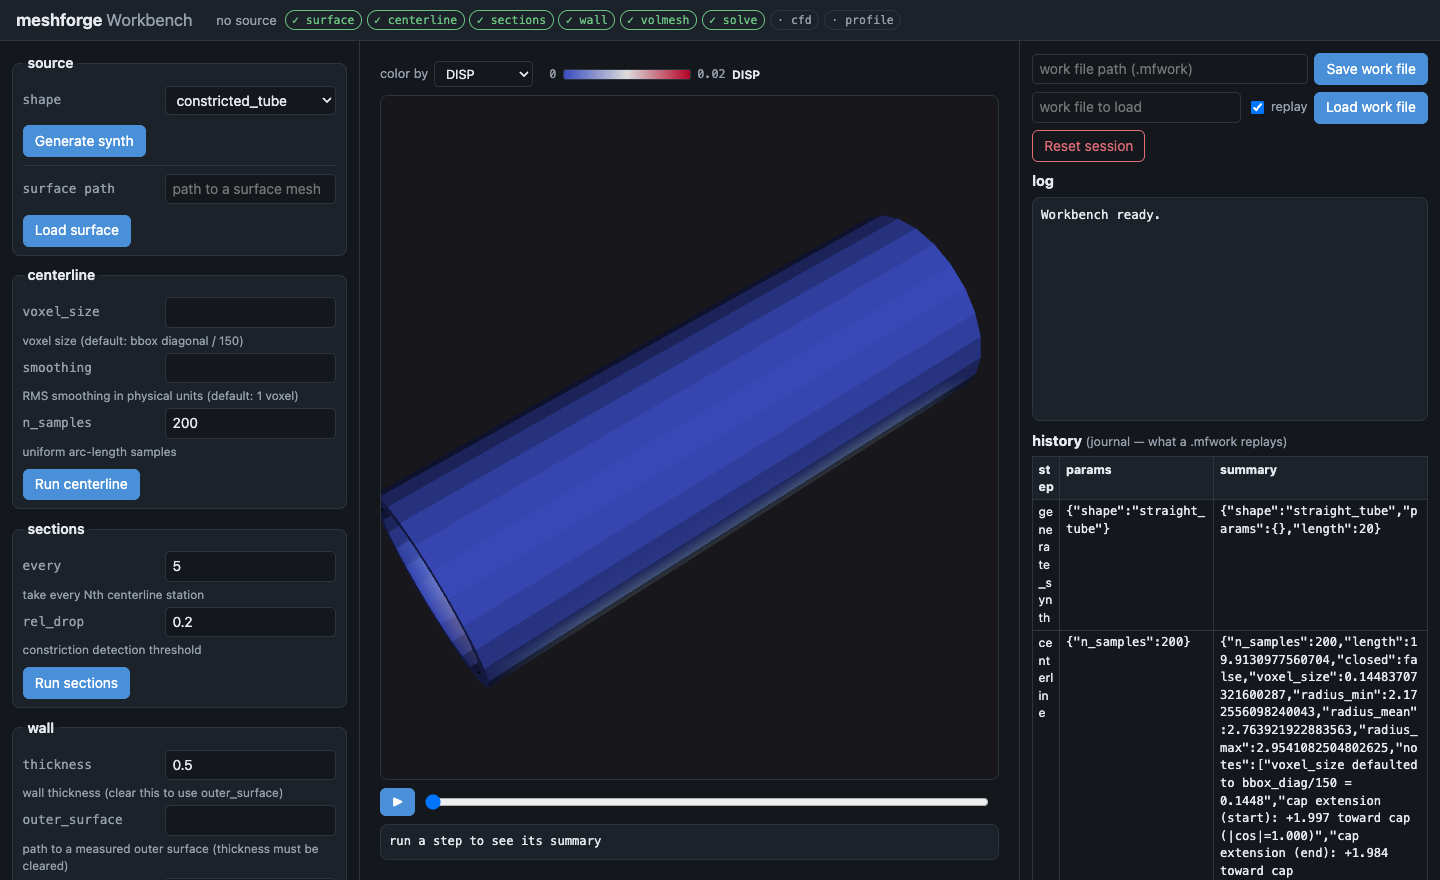 meshforge Workbench
no source
✓ surface
✓ centerline
✓ sections
✓ wall
✓ volmesh
✓ solve
· cfd
· profile
source
shape
constricted_tube
Generate synth
surface path
path to a surface mesh
Load surface
centerline
voxel_size
voxel size (default: bbox diagonal / 150)
smoothing
RMS smoothing in physical units (default: 1 voxel)
n_samples
200
uniform arc-length samples
Run centerline
sections
every
5
take every Nth centerline station
rel_drop
0.2
constriction detection threshold
Run sections
wall
thickness
0.5
wall thickness (clear this to use outer_surface)
outer_surface
path to a measured outer surface (thickness must be
cleared)
color by
DISP
0
0.02 DISP
run a step to see its summary
work file path (.mfwork)
Save work file
work file to load
replay
Load work file
Reset session
log
Workbench ready.
history (journal — what a .mfwork replays)
st
ep
params
summary
ge
ne
ra
te
_sy
n
th
{"shape":"straight_
tube"}
{"shape":"straight_tube","p
arams":{},"length":20}
ce
nt
erl
in
e
{"n_samples":200}
{"n_samples":200,"length":1
9.9130977560704,"closed":fa
lse,"voxel_size":0.14483707
321600287,"radius_min":2.17
2556098240043,"radius_mean"
:2.763921922883563,"radius_
max":2.9541082504802625,"no
tes":["voxel_size defaulted
to bbox_diag/150 =
0.1448","cap extension
(start): +1.997 toward cap
(|cos|=1.000)","cap
extension (end): +1.984
toward cap